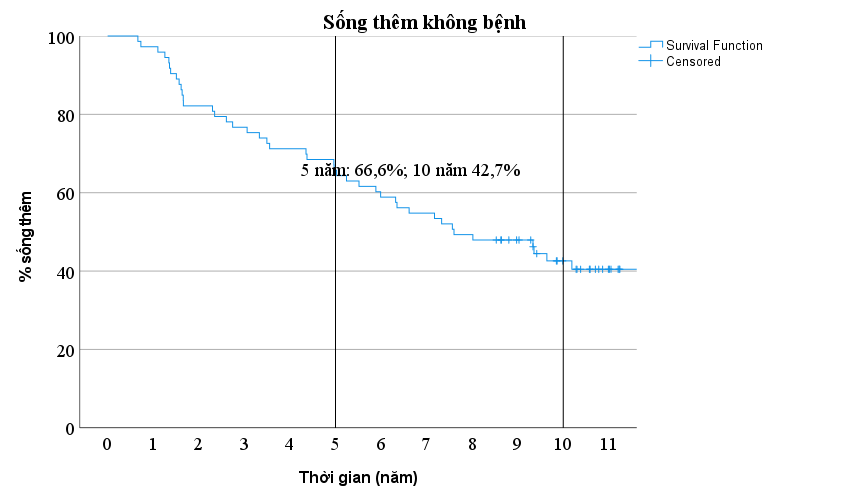 Sống thêm không bệnh
100
80
60
40
20
0
% sống thêm
5 năm: 66,6%; 10 năm 42,7%
0 1 2 3 4 5 6 7 8 9 10 11
Thời gian (năm)
Survival Function
Censored